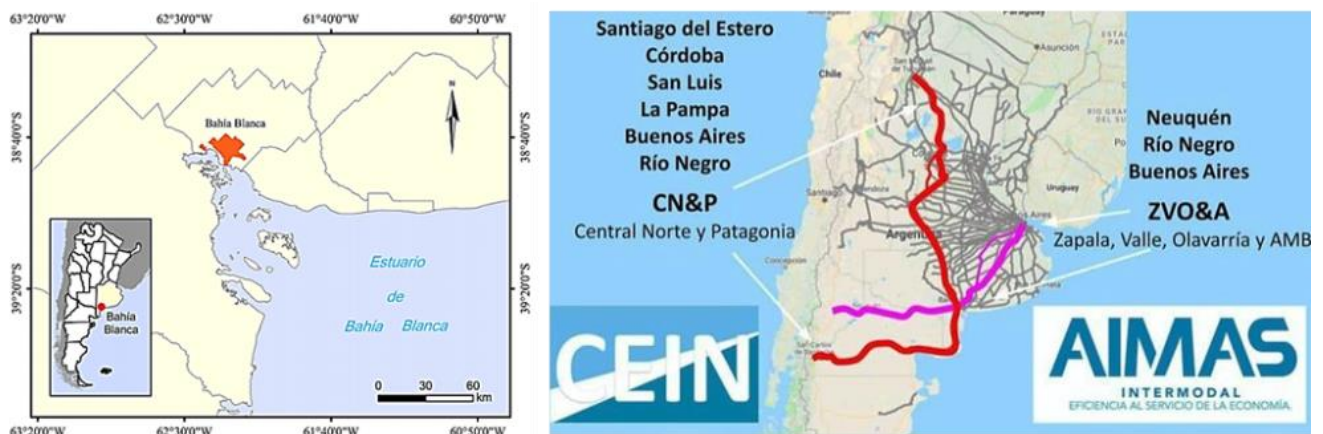 63°20'0"W
62°30'0"W
61°40'0"W
60°50'0"W
N
Bahía Blanca
38°40'0"S
38°40'0"S
39°20'0"S
39°20'0"S
Estuario
de
Bahía Blanca
Bahía
Blanca
0 30 60
km
63°20'0"W
62°30'0"W
61°40'0"W
60°50'0"W
Santiago del Estero
Córdoba
San Luis
La Pampa
Buenos Aires
Río Negro
CN&P
Central Norte y Patagonia
Chile
Asunción
Neuquén
Río Negro
Buenos Aires
ZVO&A
Zapala, Valle, Olavarría y AMB
Santiago
Uruguay
Concepción
CEIN
AIMAS
INTERMODAL
EFICIENCIA AL SERVICIO DE LA ECONOMÍA.